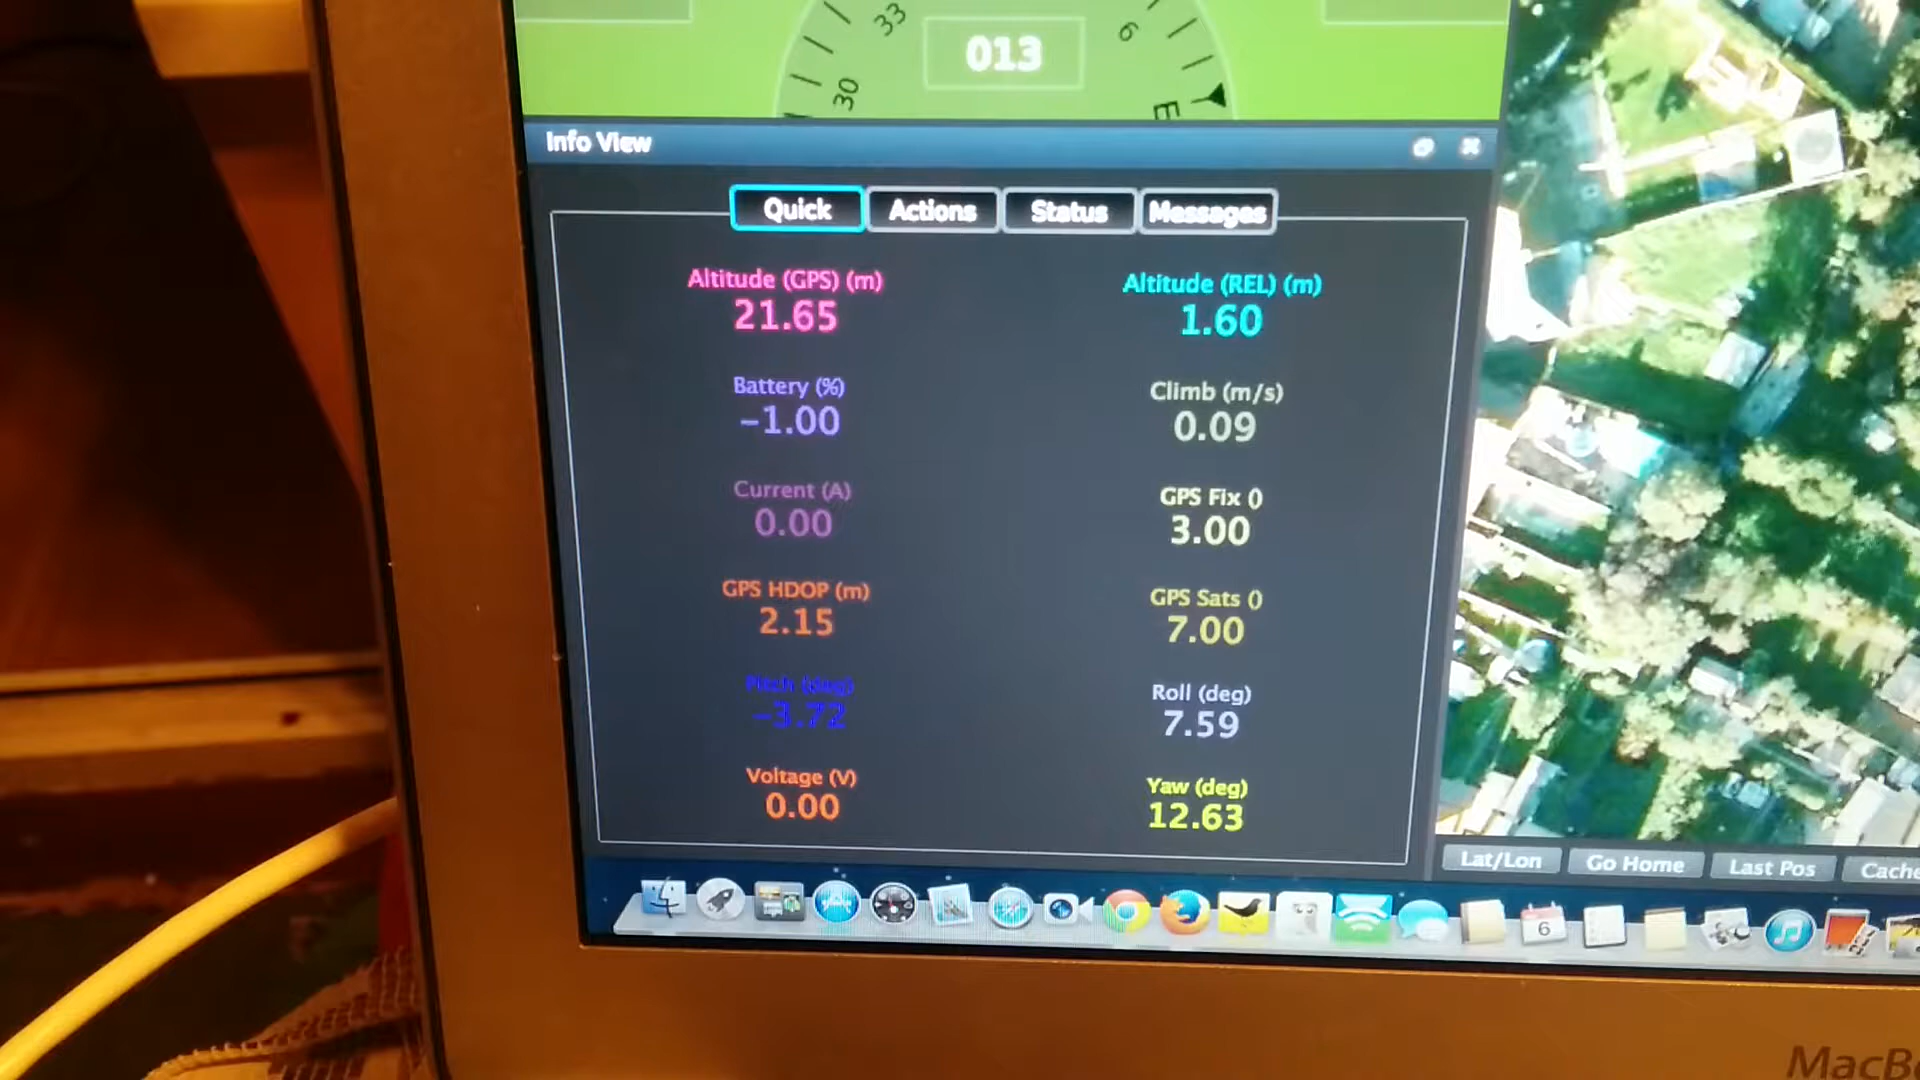 33
013
6
30
E
Info View
Quick
Actions
Status
Messages
Altitude (GPS) (m)
21.65
Altitude (REL) (m)
1.60
Battery (%)
-1.00
Climb (m/s)
0.09
Current (A)
0.00
GPS Fix ()
3.00
GPS HDOP (m)
2.15
GPS Sats ()
7.00
Pitch (deg)
-3.72
Roll (deg)
7.59
Voltage (V)
0.00
Yaw (deg)
12.63
Lat/Lon
Go Home
Last Pos
Cache
6
MacB